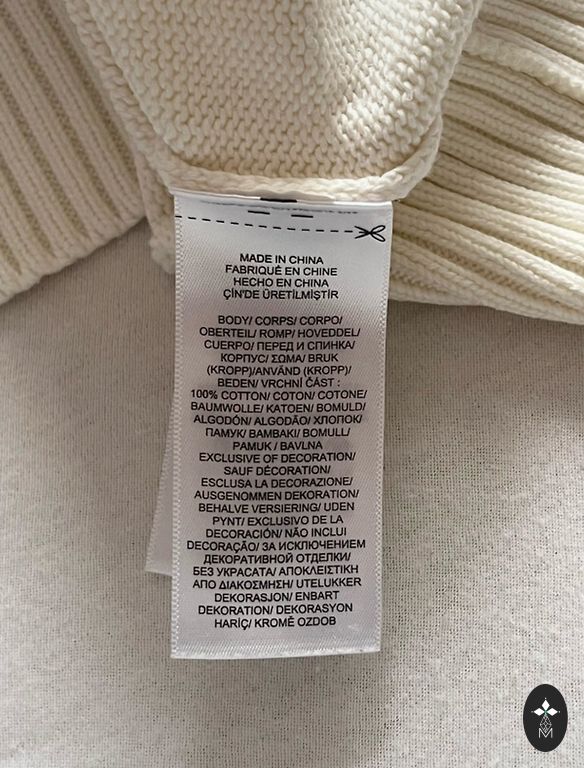 MADE IN CHINA
FABRIQUÉ EN CHINE
HECHO EN CHINA
ÇİN'DE ÜRETİLMİŞTİR
BODY/ CORPS/ CORPO/
OBERTEIL/ ROMP/ HOVEDDEL/
CUERPO/ ПЕРЕД И СПИНКА/
КОРПУС/ ΣΩΜΑ/ BRUK
(KROPP)/ANVÄND (KROPP)/
BEDEN/ VRCHNÍ ČÁST :
100% COTTON/ COTON/ COTONE/
BAUMWOLLE/ KATOEN/ BOMULD/
ALGODÓN/ ALGODÃO/ ХЛОПОК/
ПАМУК/ ΒΑΜΒΑΚΙ/ BOMULL/
PAMUK / BAVLNA
EXCLUSIVE OF DECORATION/
SAUF DÉCORATION/
ESCLUSA LA DECORAZIONE/
AUSGENOMMEN DEKORATION/
BEHALVE VERSIERING/ UDEN
PYNT/ EXCLUSIVO DE LA
DECORACIÓN/ NÃO INCLUI
DECORAÇÃO/ ЗА ИСКЛЮЧЕНИЕМ
ДЕКОРАТИВНОЙ ОТДЕЛКИ/
БЕЗ УКРАСАТА/ ΑΠΟΚΛΕΙΣΤΙΚΗ
ΑΠΟ ΔΙΑΚΟΣΜΗΣΗ/ UTELUKKER
DEKORASJON/ ENBART
DEKORATION/ DEKORASYON
HARİÇ/ KROMĚ OZDOB
M